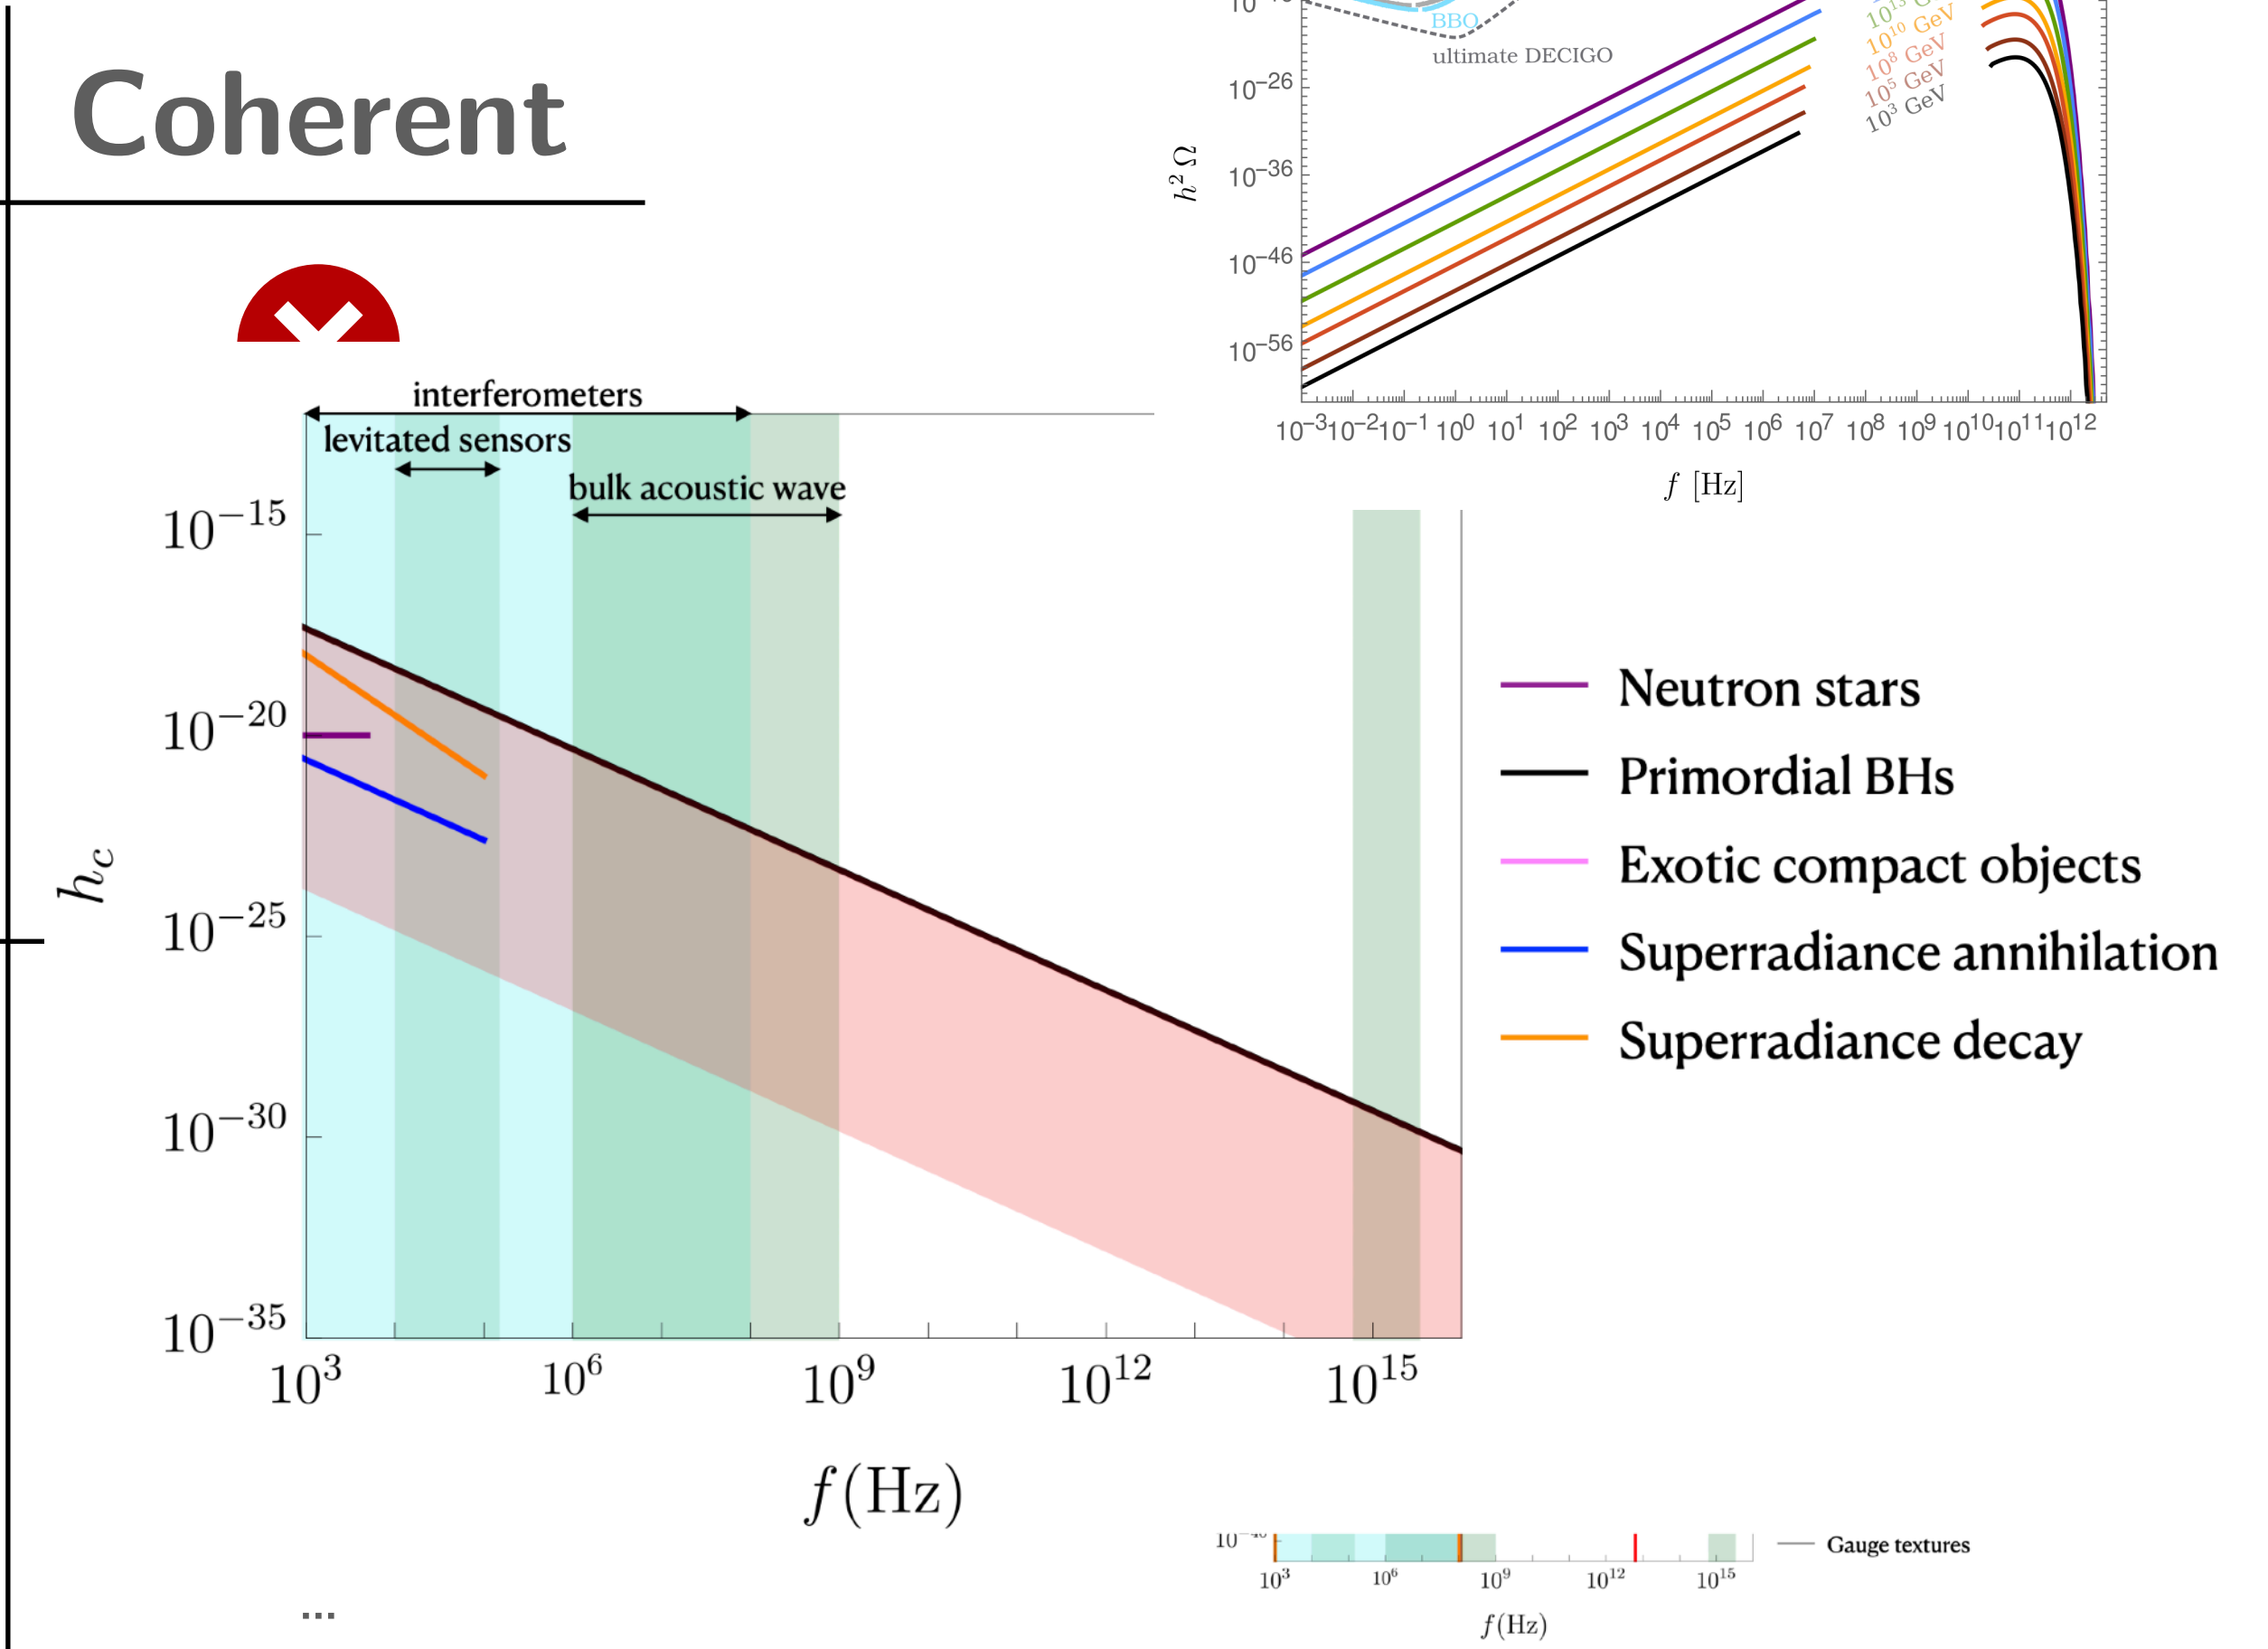 Coherent
BBO
ultimate DECIGO
10^10 GeV
10^8 GeV
10^5 GeV
10^3 GeV
10^−26
10^−36
10^−46
10^−56
h^2 Ω
10^−3 10^−2 10^−1 10^0 10^1 10^2 10^3 10^4 10^5 10^6 10^7 10^8 10^9 10^10 10^11 10^12
f [Hz]
interferometers
levitated sensors
bulk acoustic wave
10^−15
10^−20
10^−25
10^−30
10^−35
h_c
10^3 10^6 10^9 10^12 10^15
f(Hz)
Neutron stars
Primordial BHs
Exotic compact objects
Superradiance annihilation
Superradiance decay
Gauge textures
10^3 10^6 10^9 10^12 10^15
f(Hz)
...